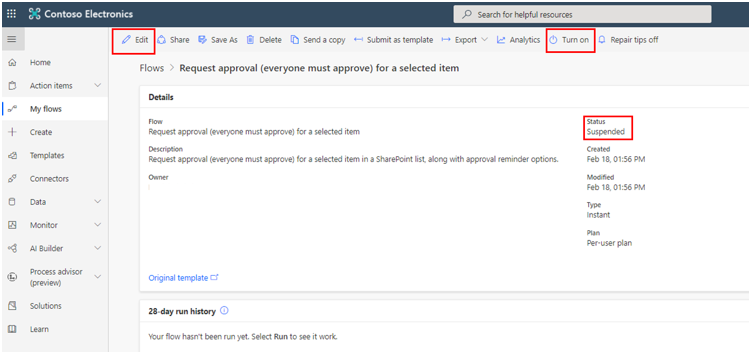 Contoso Electronics
Search for helpful resources
Edit Share Save As Delete Send a copy Submit as template Export Analytics Turn on Repair tips off
Home
Action items
My flows
Create
Templates
Connectors
Data
Monitor
AI Builder
Process advisor
(preview)
Solutions
Learn
Flows > Request approval (everyone must approve) for a selected item
Details
Flow
Request approval (everyone must approve) for a selected item
Description
Request approval (everyone must approve) for a selected item in a SharePoint list, along with approval reminder options.
Owner
Status
Suspended
Created
Feb 18, 01:56 PM
Modified
Feb 18, 01:56 PM
Type
Instant
Plan
Per-user plan
Original template
28-day run history
Your flow hasn't been run yet. Select Run to see it work.